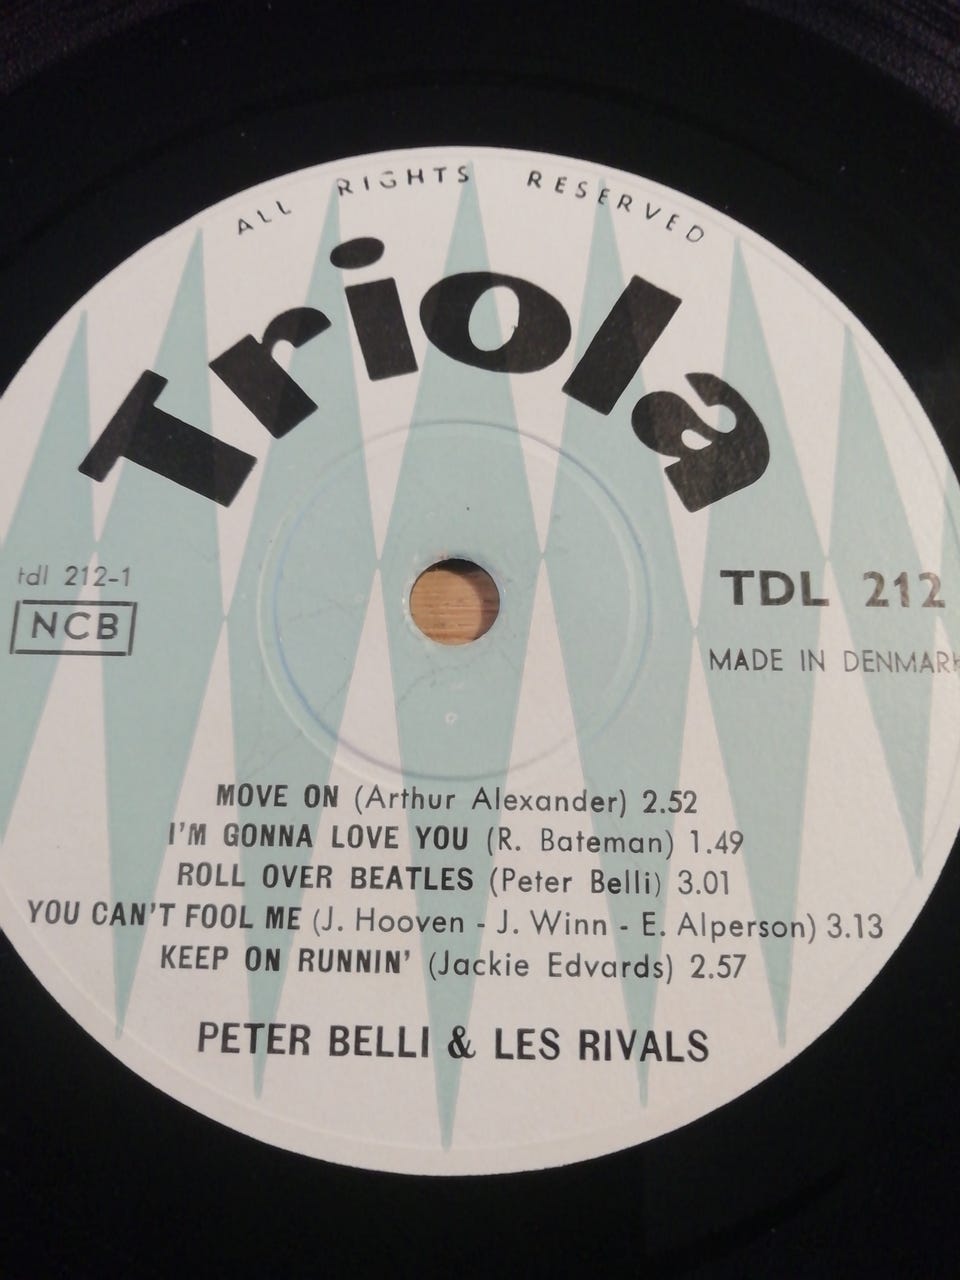 ALL RIGHTS RESERVED
Triola
tdl 212-1
NCB
TDL 212
MADE IN DENMARK
MOVE ON (Arthur Alexander) 2.52
I'M GONNA LOVE YOU (R. Bateman) 1.49
ROLL OVER BEATLES (Peter Belli) 3.01
YOU CAN'T FOOL ME (J. Hooven - J. Winn - E. Alperson) 3.13
KEEP ON RUNNIN' (Jackie Edvards) 2.57
PETER BELLI & LES RIVALS